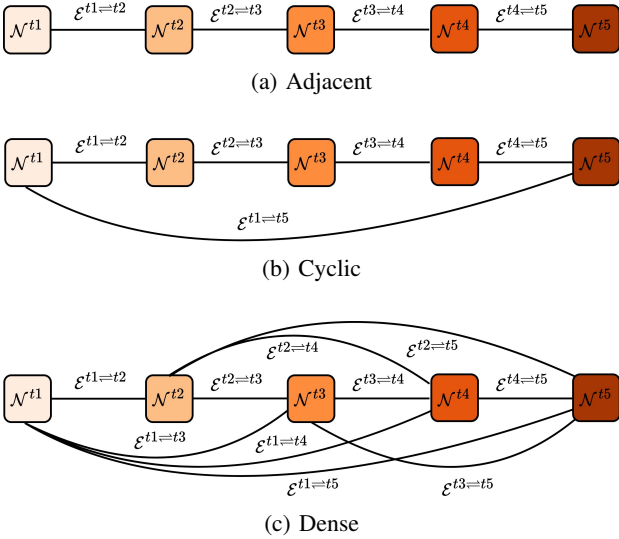 ℰ^{t1⇌t2} ℰ^{t2⇌t3} ℰ^{t3⇌t4} ℰ^{t4⇌t5}
𝒩^{t1} 𝒩^{t2} 𝒩^{t3} 𝒩^{t4} 𝒩^{t5}
(a) Adjacent
ℰ^{t1⇌t2} ℰ^{t2⇌t3} ℰ^{t3⇌t4} ℰ^{t4⇌t5}
𝒩^{t1} 𝒩^{t2} 𝒩^{t3} 𝒩^{t4} 𝒩^{t5}
ℰ^{t1⇌t5}
(b) Cyclic
ℰ^{t2⇌t4} ℰ^{t2⇌t5}
ℰ^{t1⇌t2} ℰ^{t2⇌t3} ℰ^{t3⇌t4} ℰ^{t4⇌t5}
𝒩^{t1} 𝒩^{t2} 𝒩^{t3} 𝒩^{t4} 𝒩^{t5}
ℰ^{t1⇌t3} ℰ^{t1⇌t4}
ℰ^{t1⇌t5} ℰ^{t3⇌t5}
(c) Dense